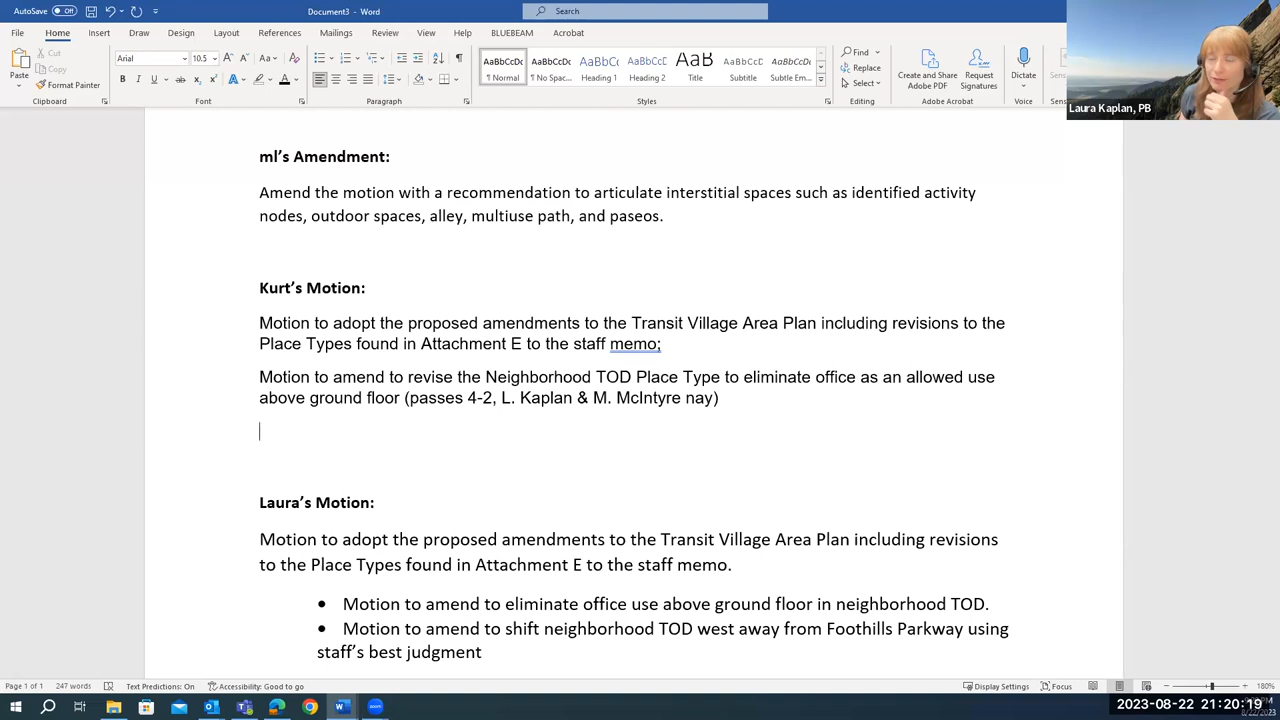 AutoSave Off Document3 - Word Search
File Home Insert Draw Design Layout References Mailings Review View Help BLUEBEAM Acrobat
Cut Copy Format Painter Paste Clipboard
Arial 10.5 Font
Paragraph
AaBbCcDc AaBbCcDc AaBbCc AaBbCcC AaB AaBbCcC AaBbCcDc
¶ Normal ¶ No Spac... Heading 1 Heading 2 Title Subtitle Subtle Em...
Styles
Find Replace Select Editing
Create and Share Adobe PDF Request Signatures Adobe Acrobat
Dictate Voice
Laura Kaplan, PB
ml’s Amendment:
Amend the motion with a recommendation to articulate interstitial spaces such as identified activity
nodes, outdoor spaces, alley, multiuse path, and paseos.
Kurt’s Motion:
Motion to adopt the proposed amendments to the Transit Village Area Plan including revisions to the
Place Types found in Attachment E to the staff memo;
Motion to amend to revise the Neighborhood TOD Place Type to eliminate office as an allowed use
above ground floor (passes 4-2, L. Kaplan & M. McIntyre nay)
Laura’s Motion:
Motion to adopt the proposed amendments to the Transit Village Area Plan including revisions
to the Place Types found in Attachment E to the staff memo.
• Motion to amend to eliminate office use above ground floor in neighborhood TOD.
• Motion to amend to shift neighborhood TOD west away from Foothills Parkway using
staff’s best judgment
Page 1 of 1 247 words Text Predictions: On Accessibility: Good to go Display Settings Focus 180%
2023-08-22 21:20:19